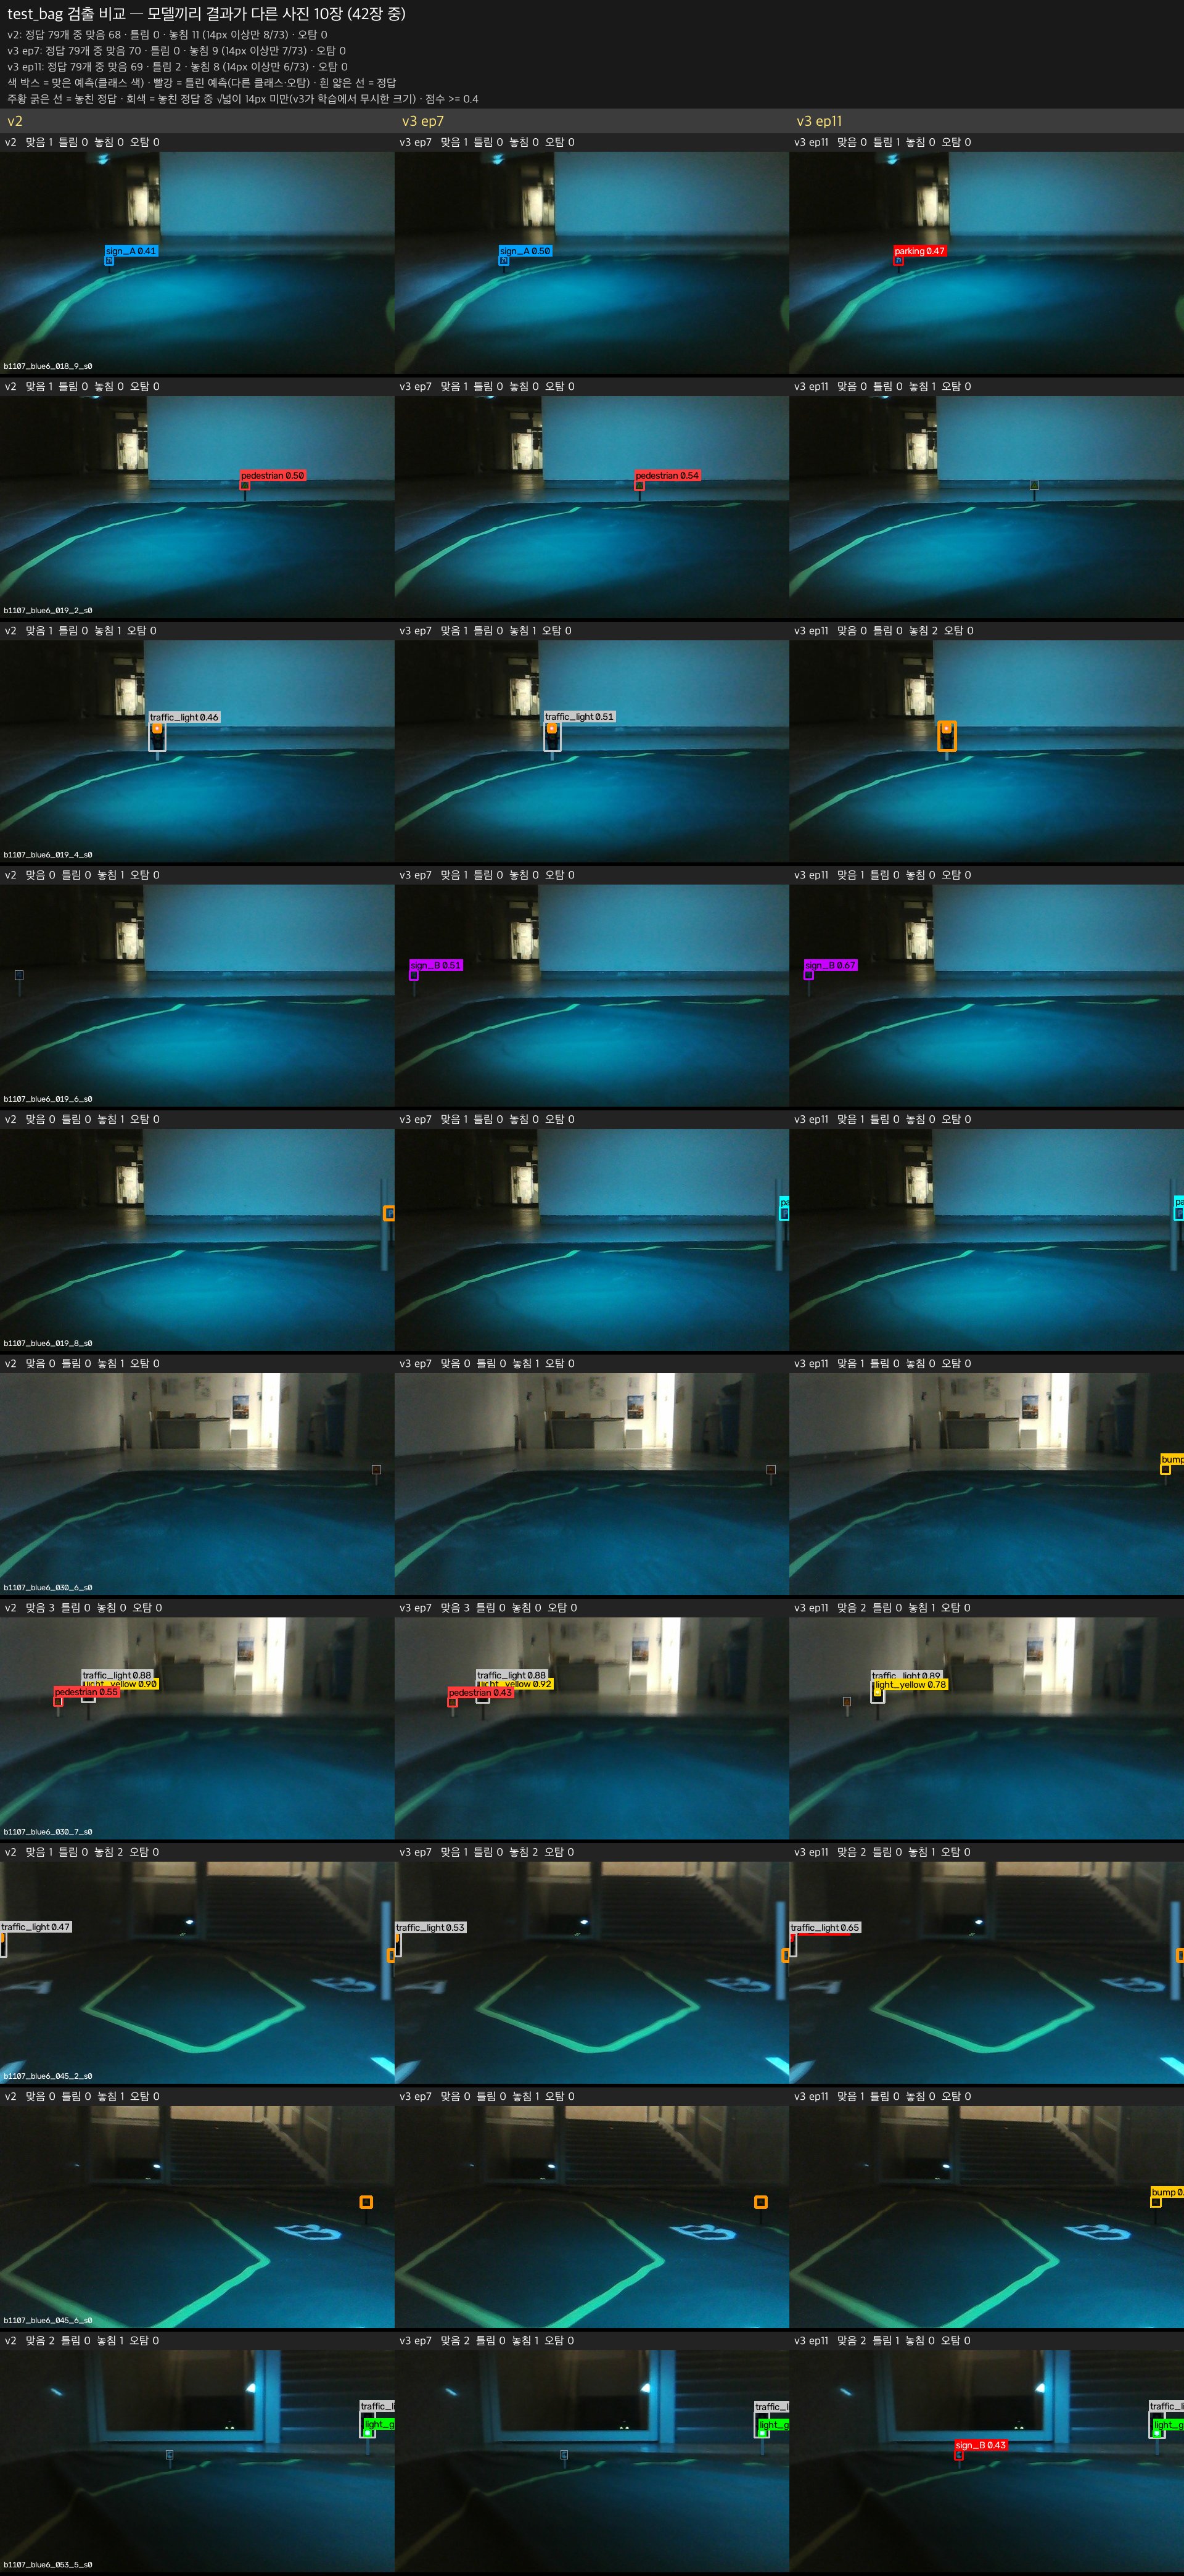 test_bag 검출 비교 — 모델끼리 결과가 다른 사진 10장 (42장 중)
v2: 정답 79개 중 맞음 68 · 틀림 0 · 놓침 11 (14px 이상만 8/73) · 오탐 0
v3 ep7: 정답 79개 중 맞음 70 · 틀림 0 · 놓침 9 (14px 이상만 7/73) · 오탐 0
v3 ep11: 정답 79개 중 맞음 69 · 틀림 2 · 놓침 8 (14px 이상만 6/73) · 오탐 0
색 박스 = 맞은 예측(클래스 색) · 빨강 = 틀린 예측(다른 클래스·오탐) · 흰 얇은 선 = 정답
주황 굵은 선 = 놓친 정답 · 회색 = 놓친 정답 중 √넓이 14px 미만(v3가 학습에서 무시한 크기) · 점수 >= 0.4
v2 v3 ep7 v3 ep11
v2 맞음 1 틀림 0 놓침 0 오탐 0 v3 ep7 맞음 1 틀림 0 놓침 0 오탐 0 v3 ep11 맞음 0 틀림 1 놓침 0 오탐 0
sign_A 0.41 sign_A 0.50 parking 0.47
b1107_blue6_018_9_s0
v2 맞음 1 틀림 0 놓침 0 오탐 0 v3 ep7 맞음 1 틀림 0 놓침 0 오탐 0 v3 ep11 맞음 0 틀림 0 놓침 1 오탐 0
pedestrian 0.50 pedestrian 0.54
b1107_blue6_019_2_s0
v2 맞음 1 틀림 0 놓침 1 오탐 0 v3 ep7 맞음 1 틀림 0 놓침 1 오탐 0 v3 ep11 맞음 0 틀림 0 놓침 2 오탐 0
traffic_light 0.46 traffic_light 0.51
b1107_blue6_019_4_s0
v2 맞음 0 틀림 0 놓침 1 오탐 0 v3 ep7 맞음 1 틀림 0 놓침 0 오탐 0 v3 ep11 맞음 1 틀림 0 놓침 0 오탐 0
sign_B 0.51 sign_B 0.67
b1107_blue6_019_6_s0
v2 맞음 0 틀림 0 놓침 1 오탐 0 v3 ep7 맞음 1 틀림 0 놓침 0 오탐 0 v3 ep11 맞음 1 틀림 0 놓침 0 오탐 0
pa pa
b1107_blue6_019_8_s0
v2 맞음 0 틀림 0 놓침 1 오탐 0 v3 ep7 맞음 0 틀림 0 놓침 1 오탐 0 v3 ep11 맞음 1 틀림 0 놓침 0 오탐 0
bump
b1107_blue6_030_6_s0
v2 맞음 3 틀림 0 놓침 0 오탐 0 v3 ep7 맞음 3 틀림 0 놓침 0 오탐 0 v3 ep11 맞음 2 틀림 0 놓침 1 오탐 0
traffic_light 0.88 traffic_light 0.88 traffic_light 0.89
light_yellow 0.90 light_yellow 0.92 light_yellow 0.78
pedestrian 0.55 pedestrian 0.43
b1107_blue6_030_7_s0
v2 맞음 1 틀림 0 놓침 2 오탐 0 v3 ep7 맞음 1 틀림 0 놓침 2 오탐 0 v3 ep11 맞음 2 틀림 0 놓침 1 오탐 0
traffic_light 0.47 traffic_light 0.53 traffic_light 0.65
B B B
b1107_blue6_045_2_s0
v2 맞음 0 틀림 0 놓침 1 오탐 0 v3 ep7 맞음 0 틀림 0 놓침 1 오탐 0 v3 ep11 맞음 1 틀림 0 놓침 0 오탐 0
bump 0.
B B B
b1107_blue6_045_6_s0
v2 맞음 2 틀림 0 놓침 1 오탐 0 v3 ep7 맞음 2 틀림 0 놓침 1 오탐 0 v3 ep11 맞음 2 틀림 1 놓침 0 오탐 0
traffic_li traffic_li traffic_li
light_g light_g light_g
sign_B 0.43
b1107_blue6_053_5_s0